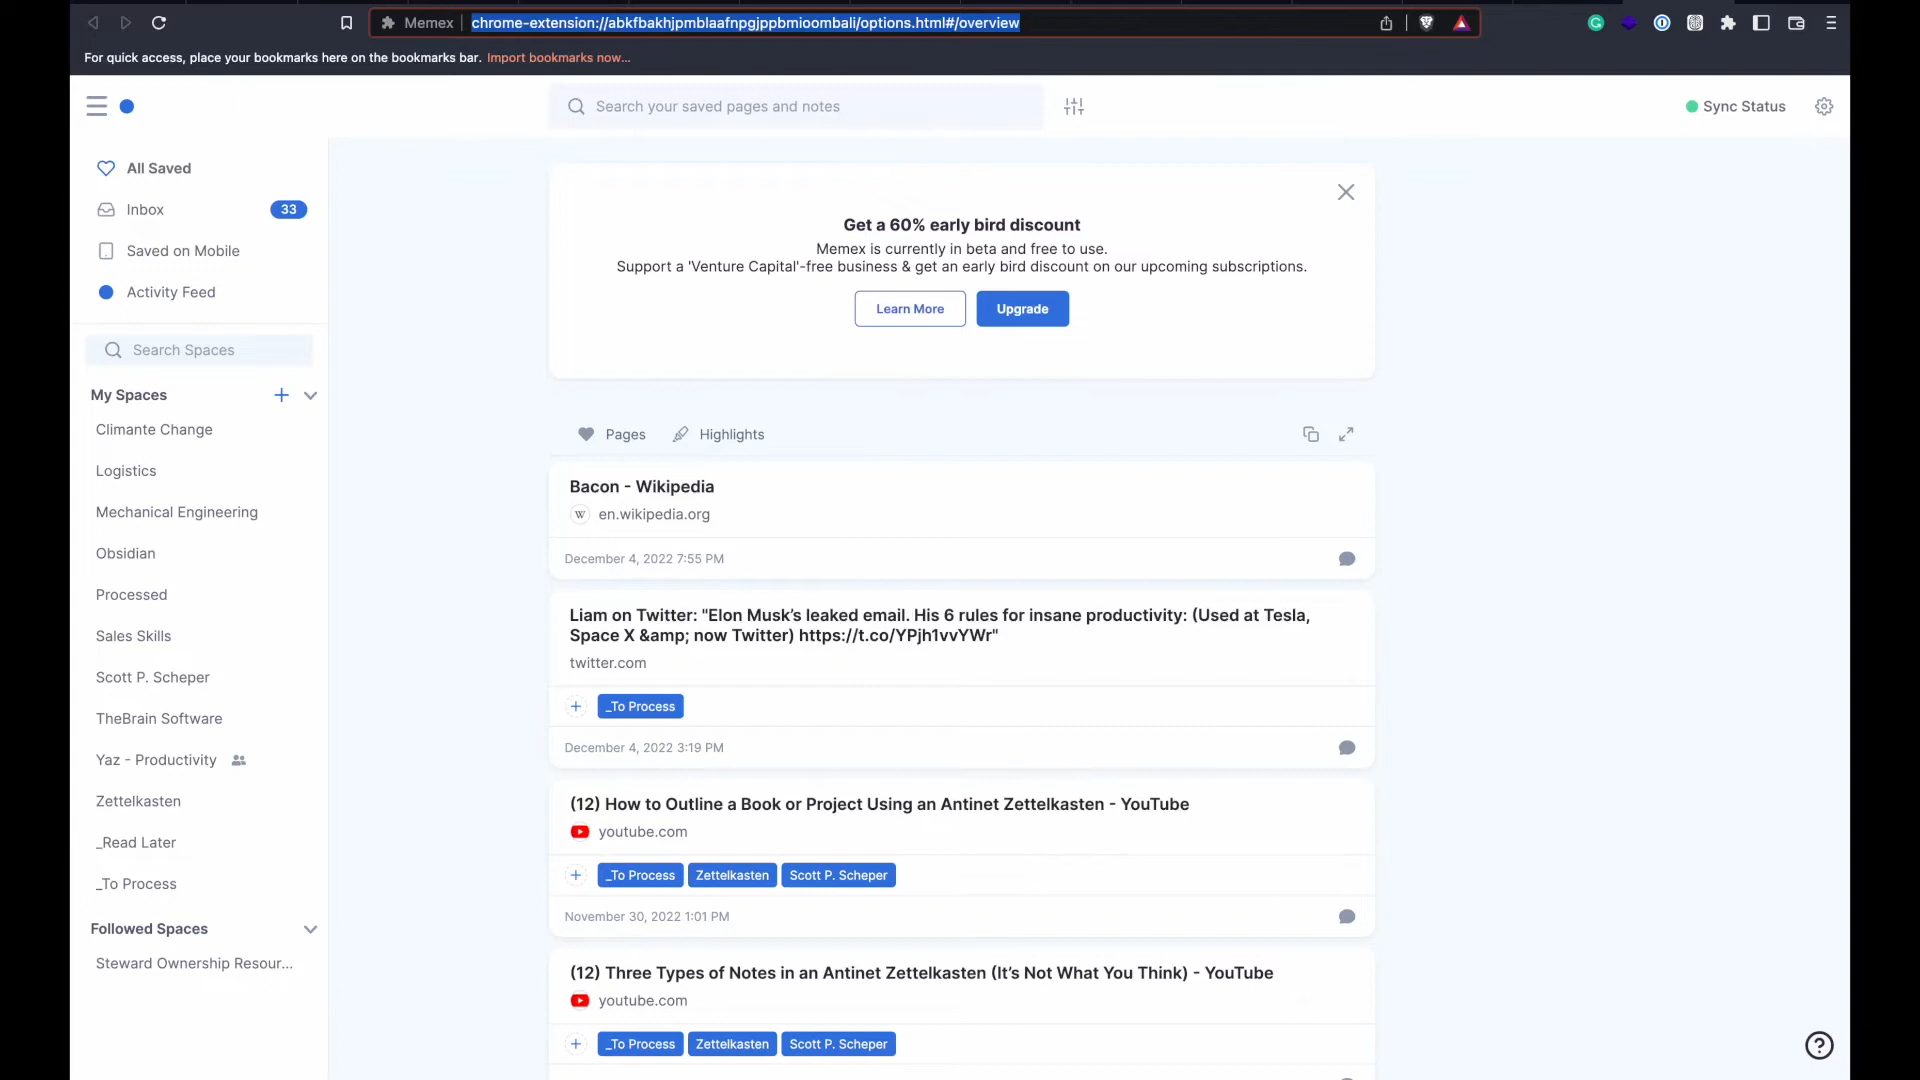 Memex
chrome-extension://abkfbakhjpmblaafnpgjppbmioombali/options.html#/overview
For quick access, place your bookmarks here on the bookmarks bar. Import bookmarks now...
Search your saved pages and notes
Sync Status
All Saved
Inbox 33
Saved on Mobile
Activity Feed
Search Spaces
My Spaces
Climante Change
Logistics
Mechanical Engineering
Obsidian
Processed
Sales Skills
Scott P. Scheper
TheBrain Software
Yaz - Productivity
Zettelkasten
_Read Later
_To Process
Followed Spaces
Steward Ownership Resour...
Get a 60% early bird discount
Memex is currently in beta and free to use.
Support a 'Venture Capital'-free business & get an early bird discount on our upcoming subscriptions.
Learn More Upgrade
Pages Highlights
Bacon - Wikipedia
W en.wikipedia.org
December 4, 2022 7:55 PM
Liam on Twitter: "Elon Musk’s leaked email. His 6 rules for insane productivity: (Used at Tesla,
Space X &amp; now Twitter) https://t.co/YPjh1vvYWr"
twitter.com
_To Process
December 4, 2022 3:19 PM
(12) How to Outline a Book or Project Using an Antinet Zettelkasten - YouTube
youtube.com
_To Process Zettelkasten Scott P. Scheper
November 30, 2022 1:01 PM
(12) Three Types of Notes in an Antinet Zettelkasten (It’s Not What You Think) - YouTube
youtube.com
_To Process Zettelkasten Scott P. Scheper